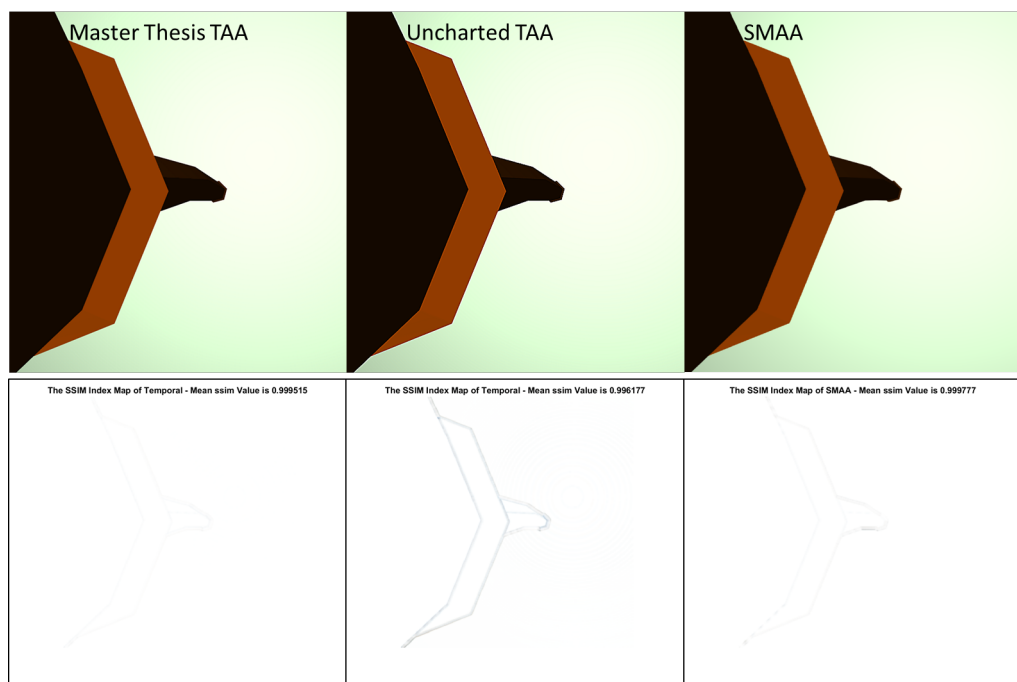 Master Thesis TAA
Uncharted TAA
SMAA
The SSIM Index Map of Temporal - Mean ssim Value is 0.999515
The SSIM Index Map of Temporal - Mean ssim Value is 0.996177
The SSIM Index Map of SMAA - Mean ssim Value is 0.999777